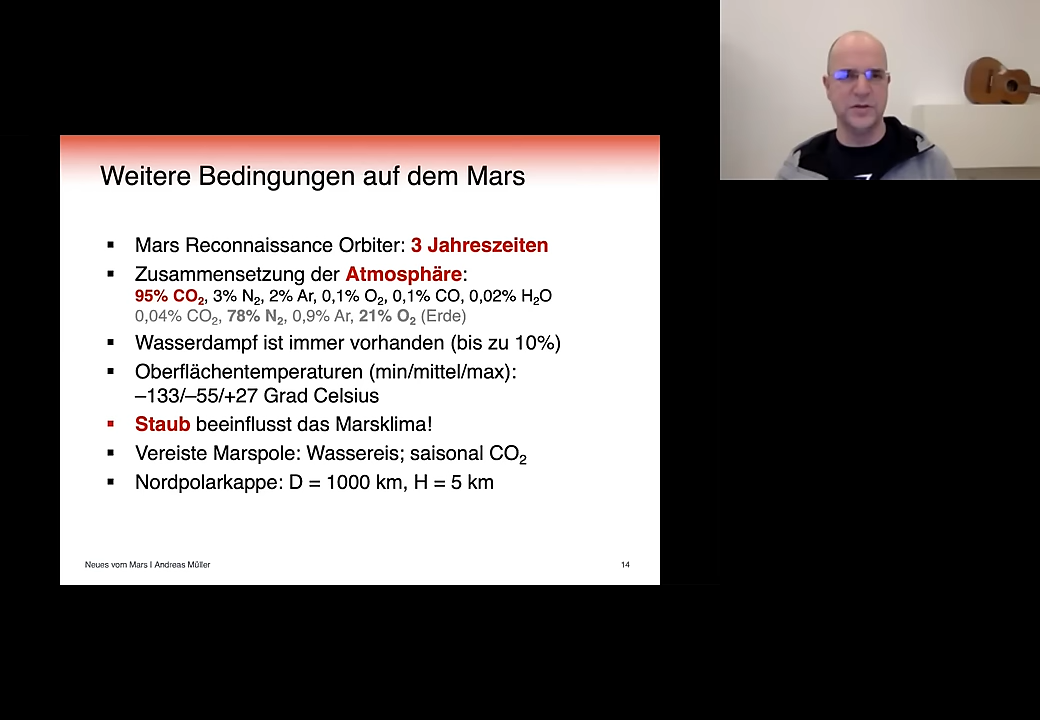 Weitere Bedingungen auf dem Mars
▪ Mars Reconnaissance Orbiter: 3 Jahreszeiten
▪ Zusammensetzung der Atmosphäre:
95% CO₂, 3% N₂, 2% Ar, 0,1% O₂, 0,1% CO, 0,02% H₂O
0,04% CO₂, 78% N₂, 0,9% Ar, 21% O₂ (Erde)
▪ Wasserdampf ist immer vorhanden (bis zu 10%)
▪ Oberflächentemperaturen (min/mittel/max):
–133/–55/+27 Grad Celsius
▪ Staub beeinflusst das Marsklima!
▪ Vereiste Marspole: Wassereis; saisonal CO₂
▪ Nordpolarkappe: D = 1000 km, H = 5 km
Neues vom Mars I Andreas Müller
14